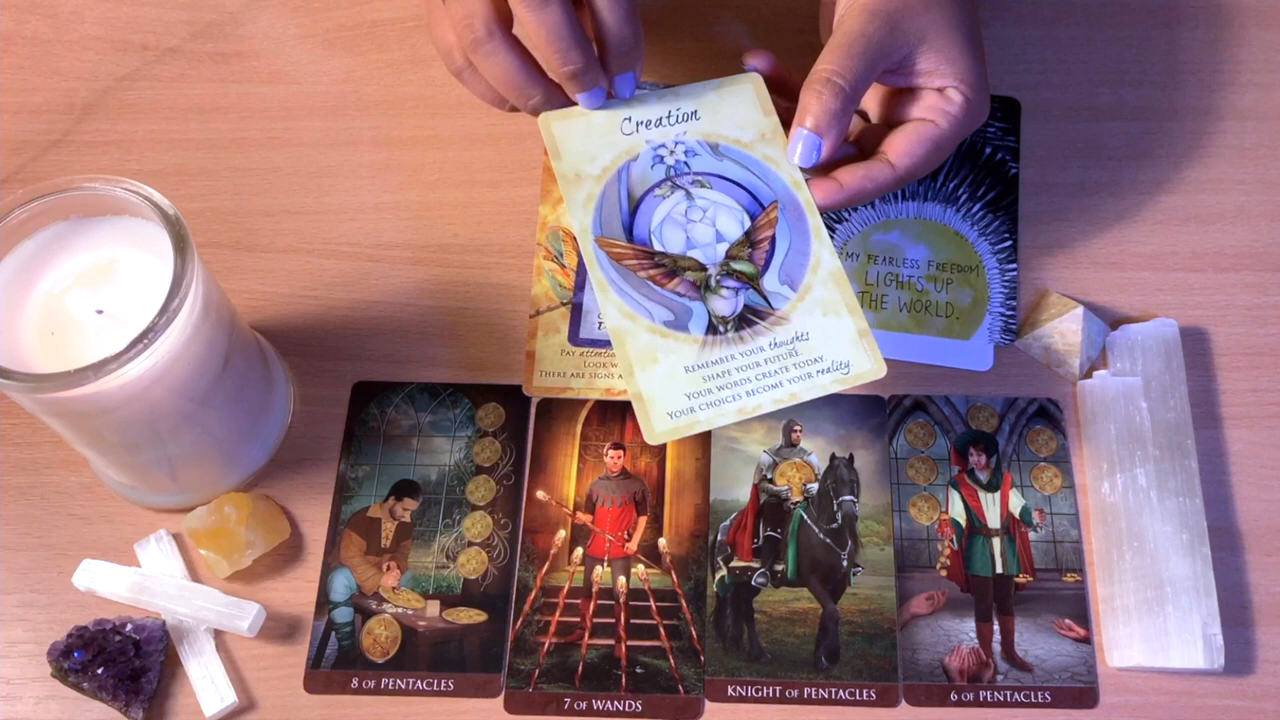 Creation
REMEMBER YOUR thoughts
SHAPE YOUR FUTURE.
YOUR WORDS CREATE TODAY.
YOUR CHOICES BECOME YOUR reality.
MY FEARLESS FREEDOM
LIGHTS UP
THE WORLD.
PAY
LOOK
THERE ARE SIGNS
8 OF PENTACLES
7 OF WANDS
KNIGHT OF PENTACLES
6 OF PENTACLES